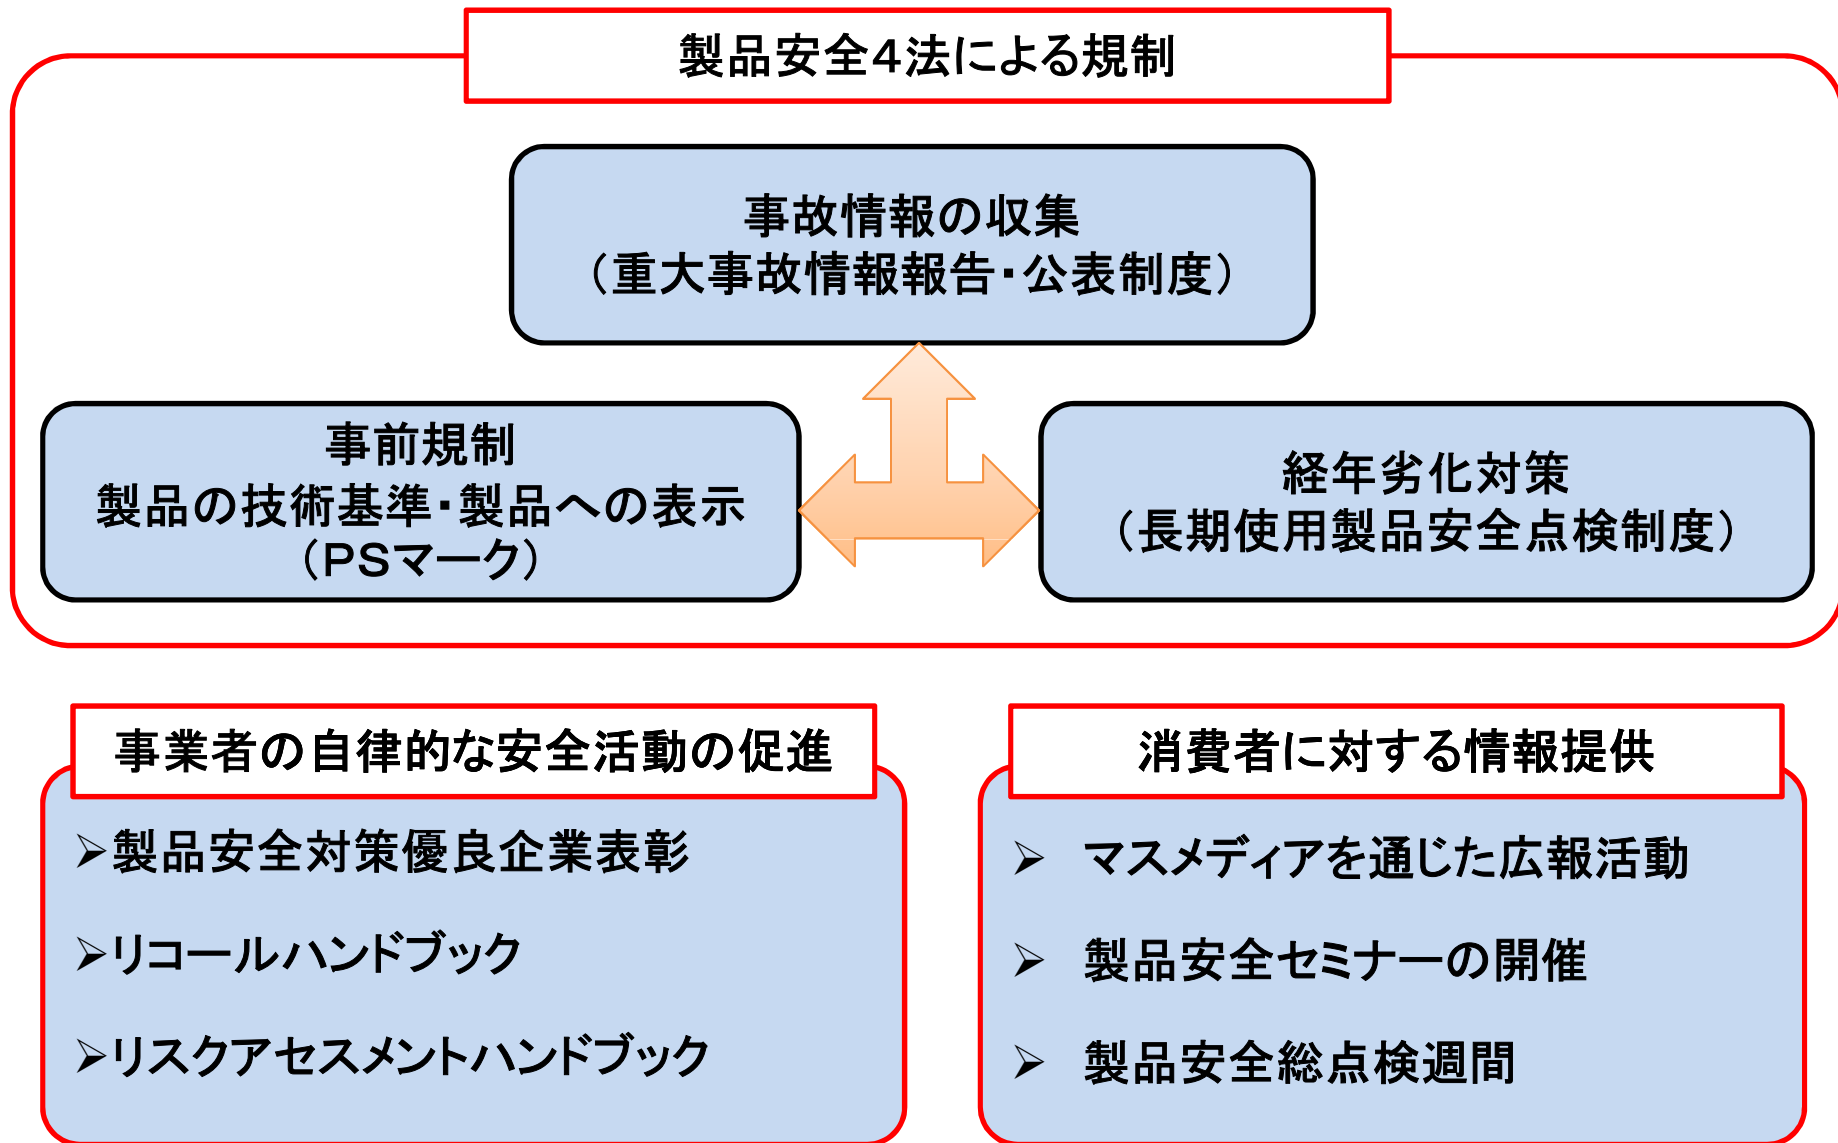 製品安全4法による規制
事故情報の収集
（重大事故情報報告・公表制度）
事前規制
製品の技術基準・製品への表示
（PSマーク）
経年劣化対策
（長期使用製品安全点検制度）
事業者の自律的な安全活動の促進
➢製品安全対策優良企業表彰
➢リコールハンドブック
➢リスクアセスメントハンドブック
消費者に対する情報提供
➢ マスメディアを通じた広報活動
➢ 製品安全セミナーの開催
➢ 製品安全総点検週間